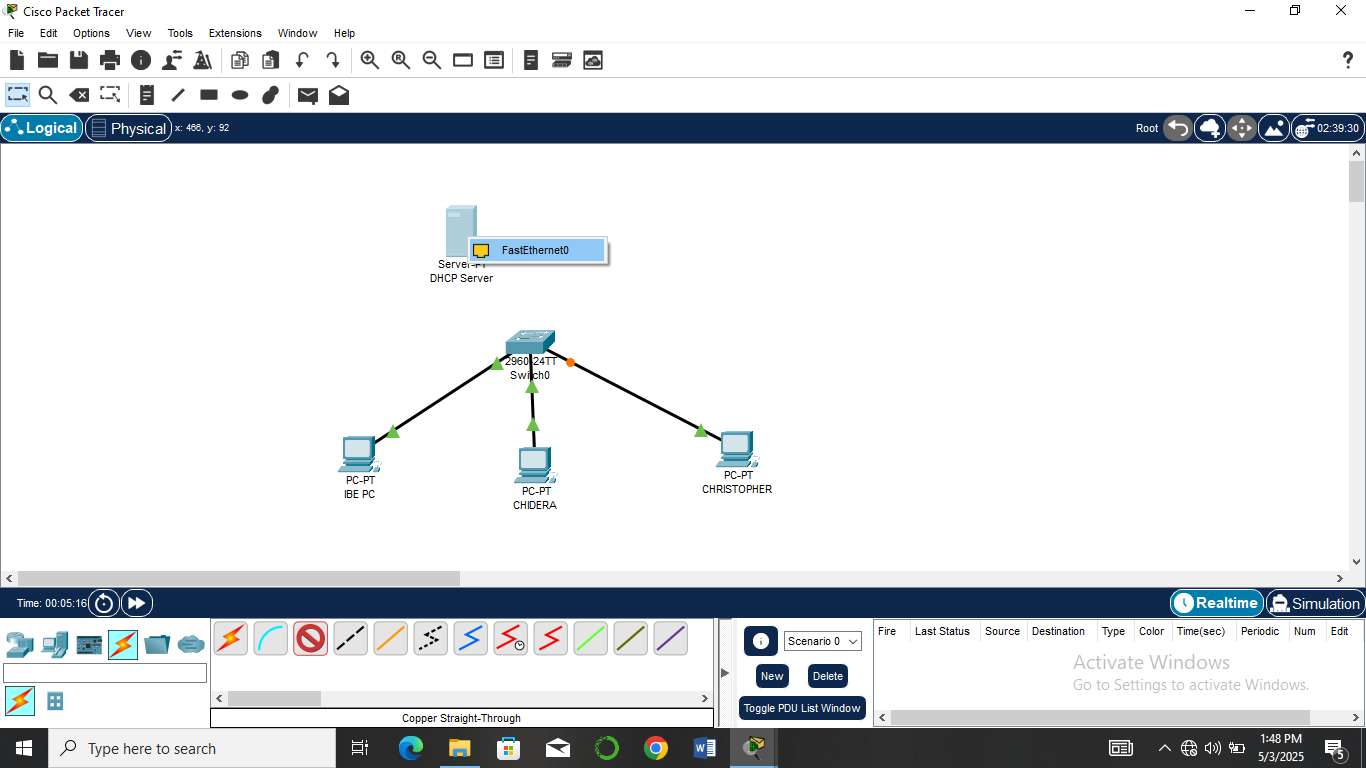 Cisco Packet Tracer
File Edit Options View Tools Extensions Window Help
?
Logical Physical x: 466, y: 92 Root 02:39:30
FastEthernet0
Server-PT
DHCP Server
2960-24TT
Switch0
PC-PT
IBE PC
PC-PT
CHIDERA
PC-PT
CHRISTOPHER
Time: 00:05:16 Realtime Simulation
Scenario 0
New Delete
Toggle PDU List Window
Fire Last Status Source Destination Type Color Time(sec) Periodic Num Edit
Activate Windows
Go to Settings to activate Windows.
Copper Straight-Through
Type here to search
1:48 PM
5/3/2025
5